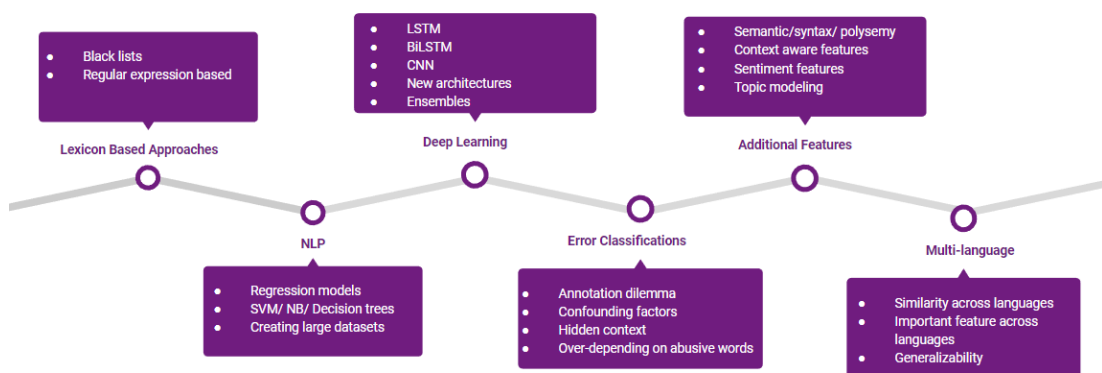 Black lists
Regular expression based
Lexicon Based Approaches
NLP
Regression models
SVM/ NB/ Decision trees
Creating large datasets
LSTM
BiLSTM
CNN
New architectures
Ensembles
Deep Learning
Error Classifications
Annotation dilemma
Confounding factors
Hidden context
Over-depending on abusive words
Semantic/syntax/ polysemy
Context aware features
Sentiment features
Topic modeling
Additional Features
Multi-language
Similarity across languages
Important feature across
languages
Generalizability